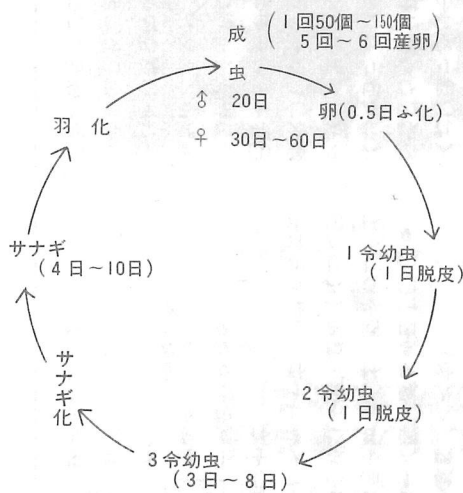 成虫
(1回50個～150個
5回～6回産卵)
♂ 20日
♀ 30日～60日
卵(0.5日ふ化)
1令幼虫
(1日脱皮)
2令幼虫
(1日脱皮)
3令幼虫
(3日～8日)
サナギ化
サナギ
(4日～10日)
羽化